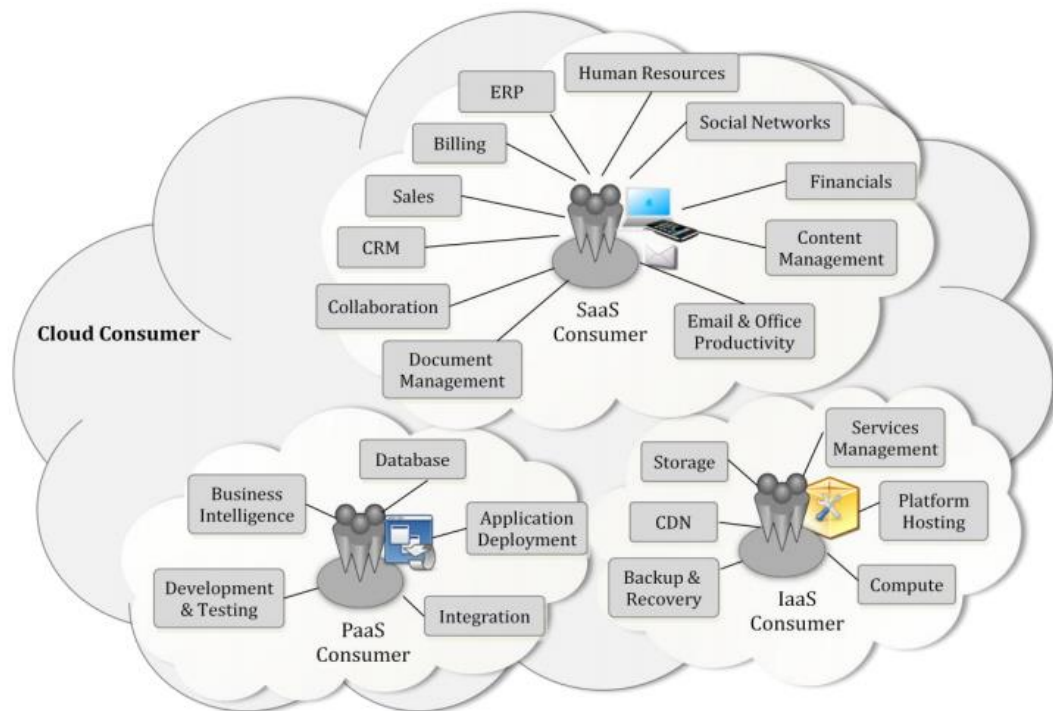 Human Resources
ERP
Social Networks
Billing
Financials
Sales
Content
Management
CRM
Collaboration
SaaS
Consumer
Email & Office
Productivity
Cloud Consumer
Document
Management
Database
Business
Intelligence
Application
Deployment
Development
& Testing
Integration
PaaS
Consumer
Services
Management
Storage
Platform
Hosting
CDN
Backup &
Recovery
Compute
IaaS
Consumer